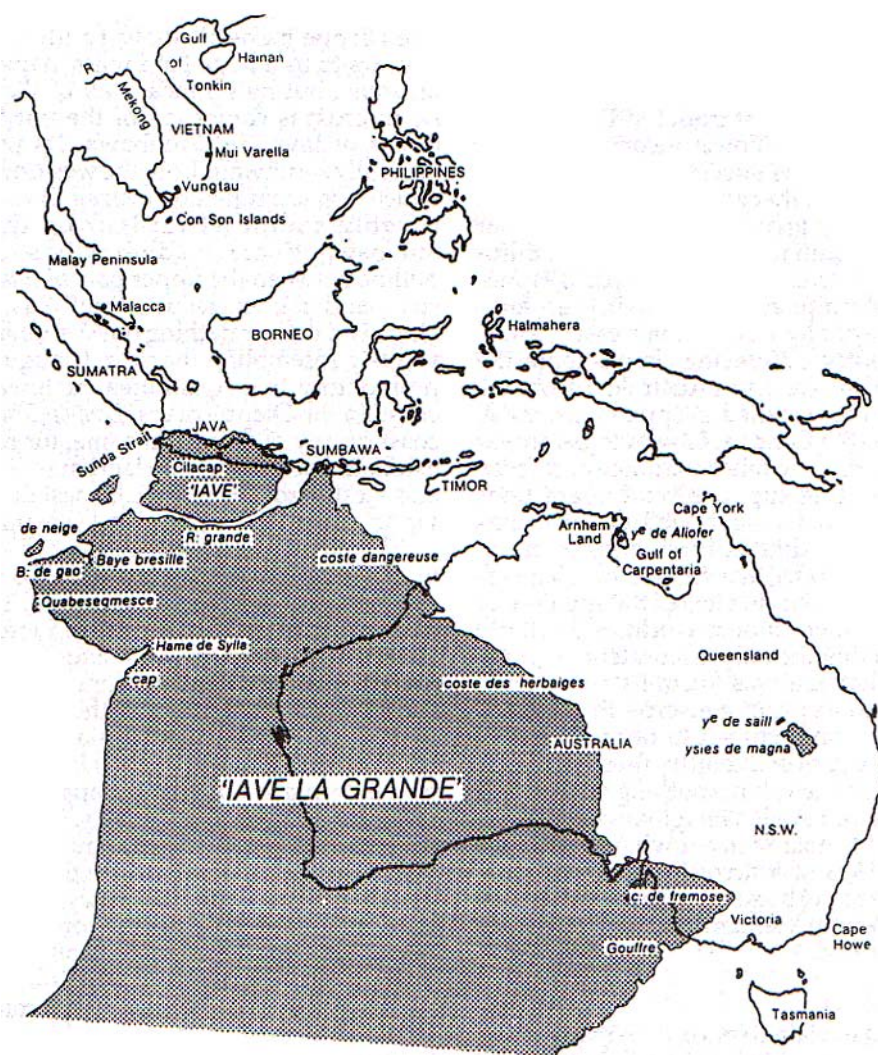 Gulf
of
Tonkin
Hainan
R
Mekong
VIETNAM
Mui Varella
Vungtau
PHILIPPINES
Con Son Islands
Malay Peninsula
Malacca
BORNEO
Halmahera
SUMATRA
JAVA
Sunda Strait
SUMBAWA
Cilacap
'IAVE'
TIMOR
Cape York
de neige
R: grande
Arnhem
Land
yᵉ de Aliofer
Baye bresille
coste dangereuse
Gulf of
Carpentaria
B: de gao
Quabeseqmesce
Hame de Sylla
Queensland
cap
coste des herbaiges
yᵉ de saill
AUSTRALIA
ysles de magna
'IAVE LA GRANDE'
N.S.W.
c: de fremose
Victoria
Cape
Howe
Gouffre
Tasmania